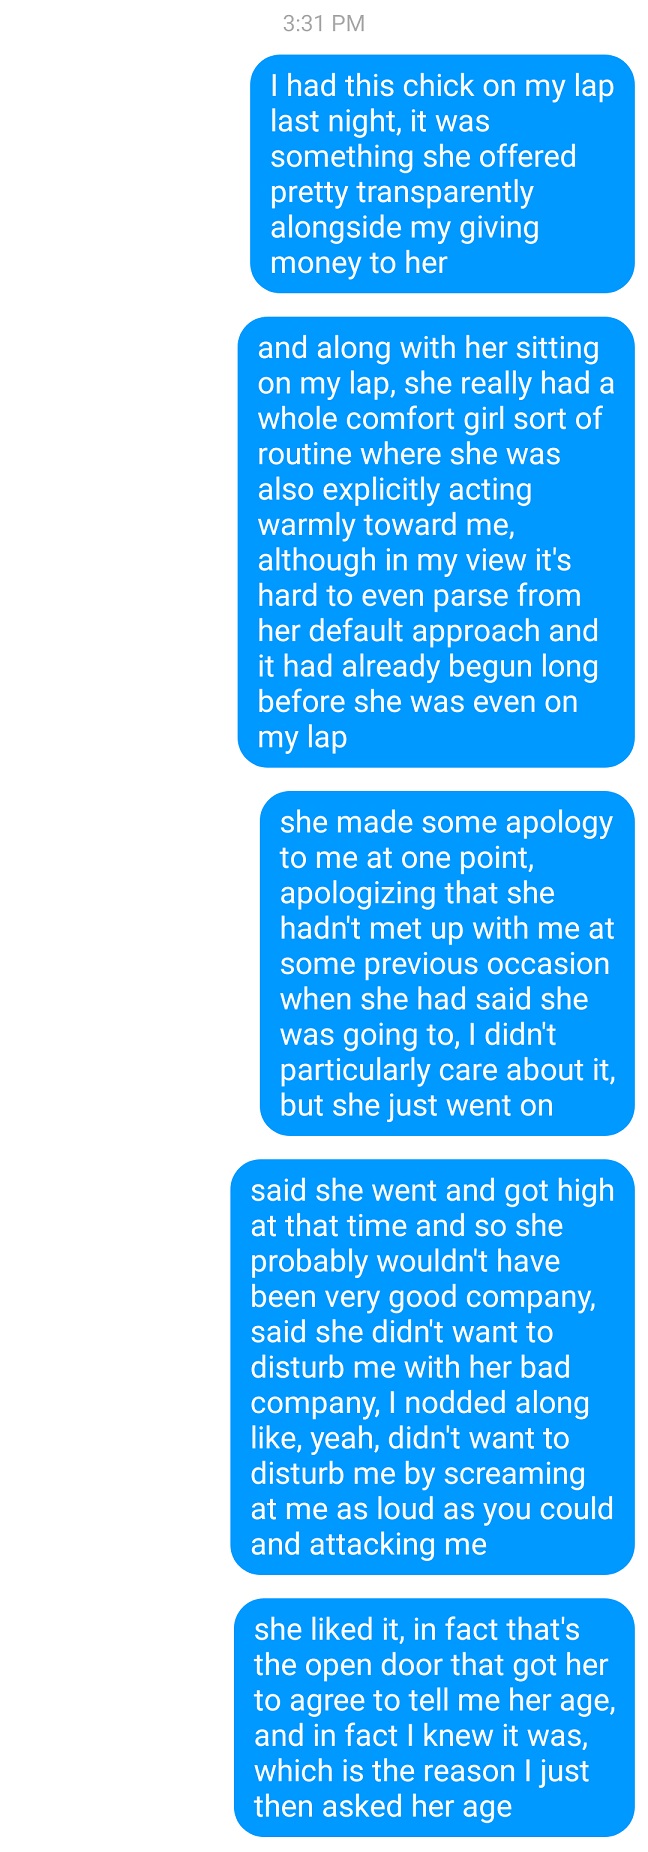 3:31 PM
I had this chick on my lap
last night, it was
something she offered
pretty transparently
alongside my giving
money to her
and along with her sitting
on my lap, she really had a
whole comfort girl sort of
routine where she was
also explicitly acting
warmly toward me,
although in my view it's
hard to even parse from
her default approach and
it had already begun long
before she was even on
my lap
she made some apology
to me at one point,
apologizing that she
hadn't met up with me at
some previous occasion
when she had said she
was going to, I didn't
particularly care about it,
but she just went on
said she went and got high
at that time and so she
probably wouldn't have
been very good company,
said she didn't want to
disturb me with her bad
company, I nodded along
like, yeah, didn't want to
disturb me by screaming
at me as loud as you could
and attacking me
she liked it, in fact that's
the open door that got her
to agree to tell me her age,
and in fact I knew it was,
which is the reason I just
then asked her age